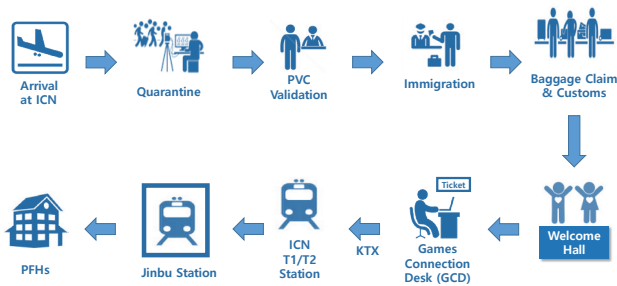 Arrival
at ICN
Quarantine
PVC
Validation
Immigration
Baggage Claim
& Customs
Welcome
Hall
Ticket
Games
Connection
Desk (GCD)
KTX
ICN
T1/T2
Station
Jinbu Station
PFHs